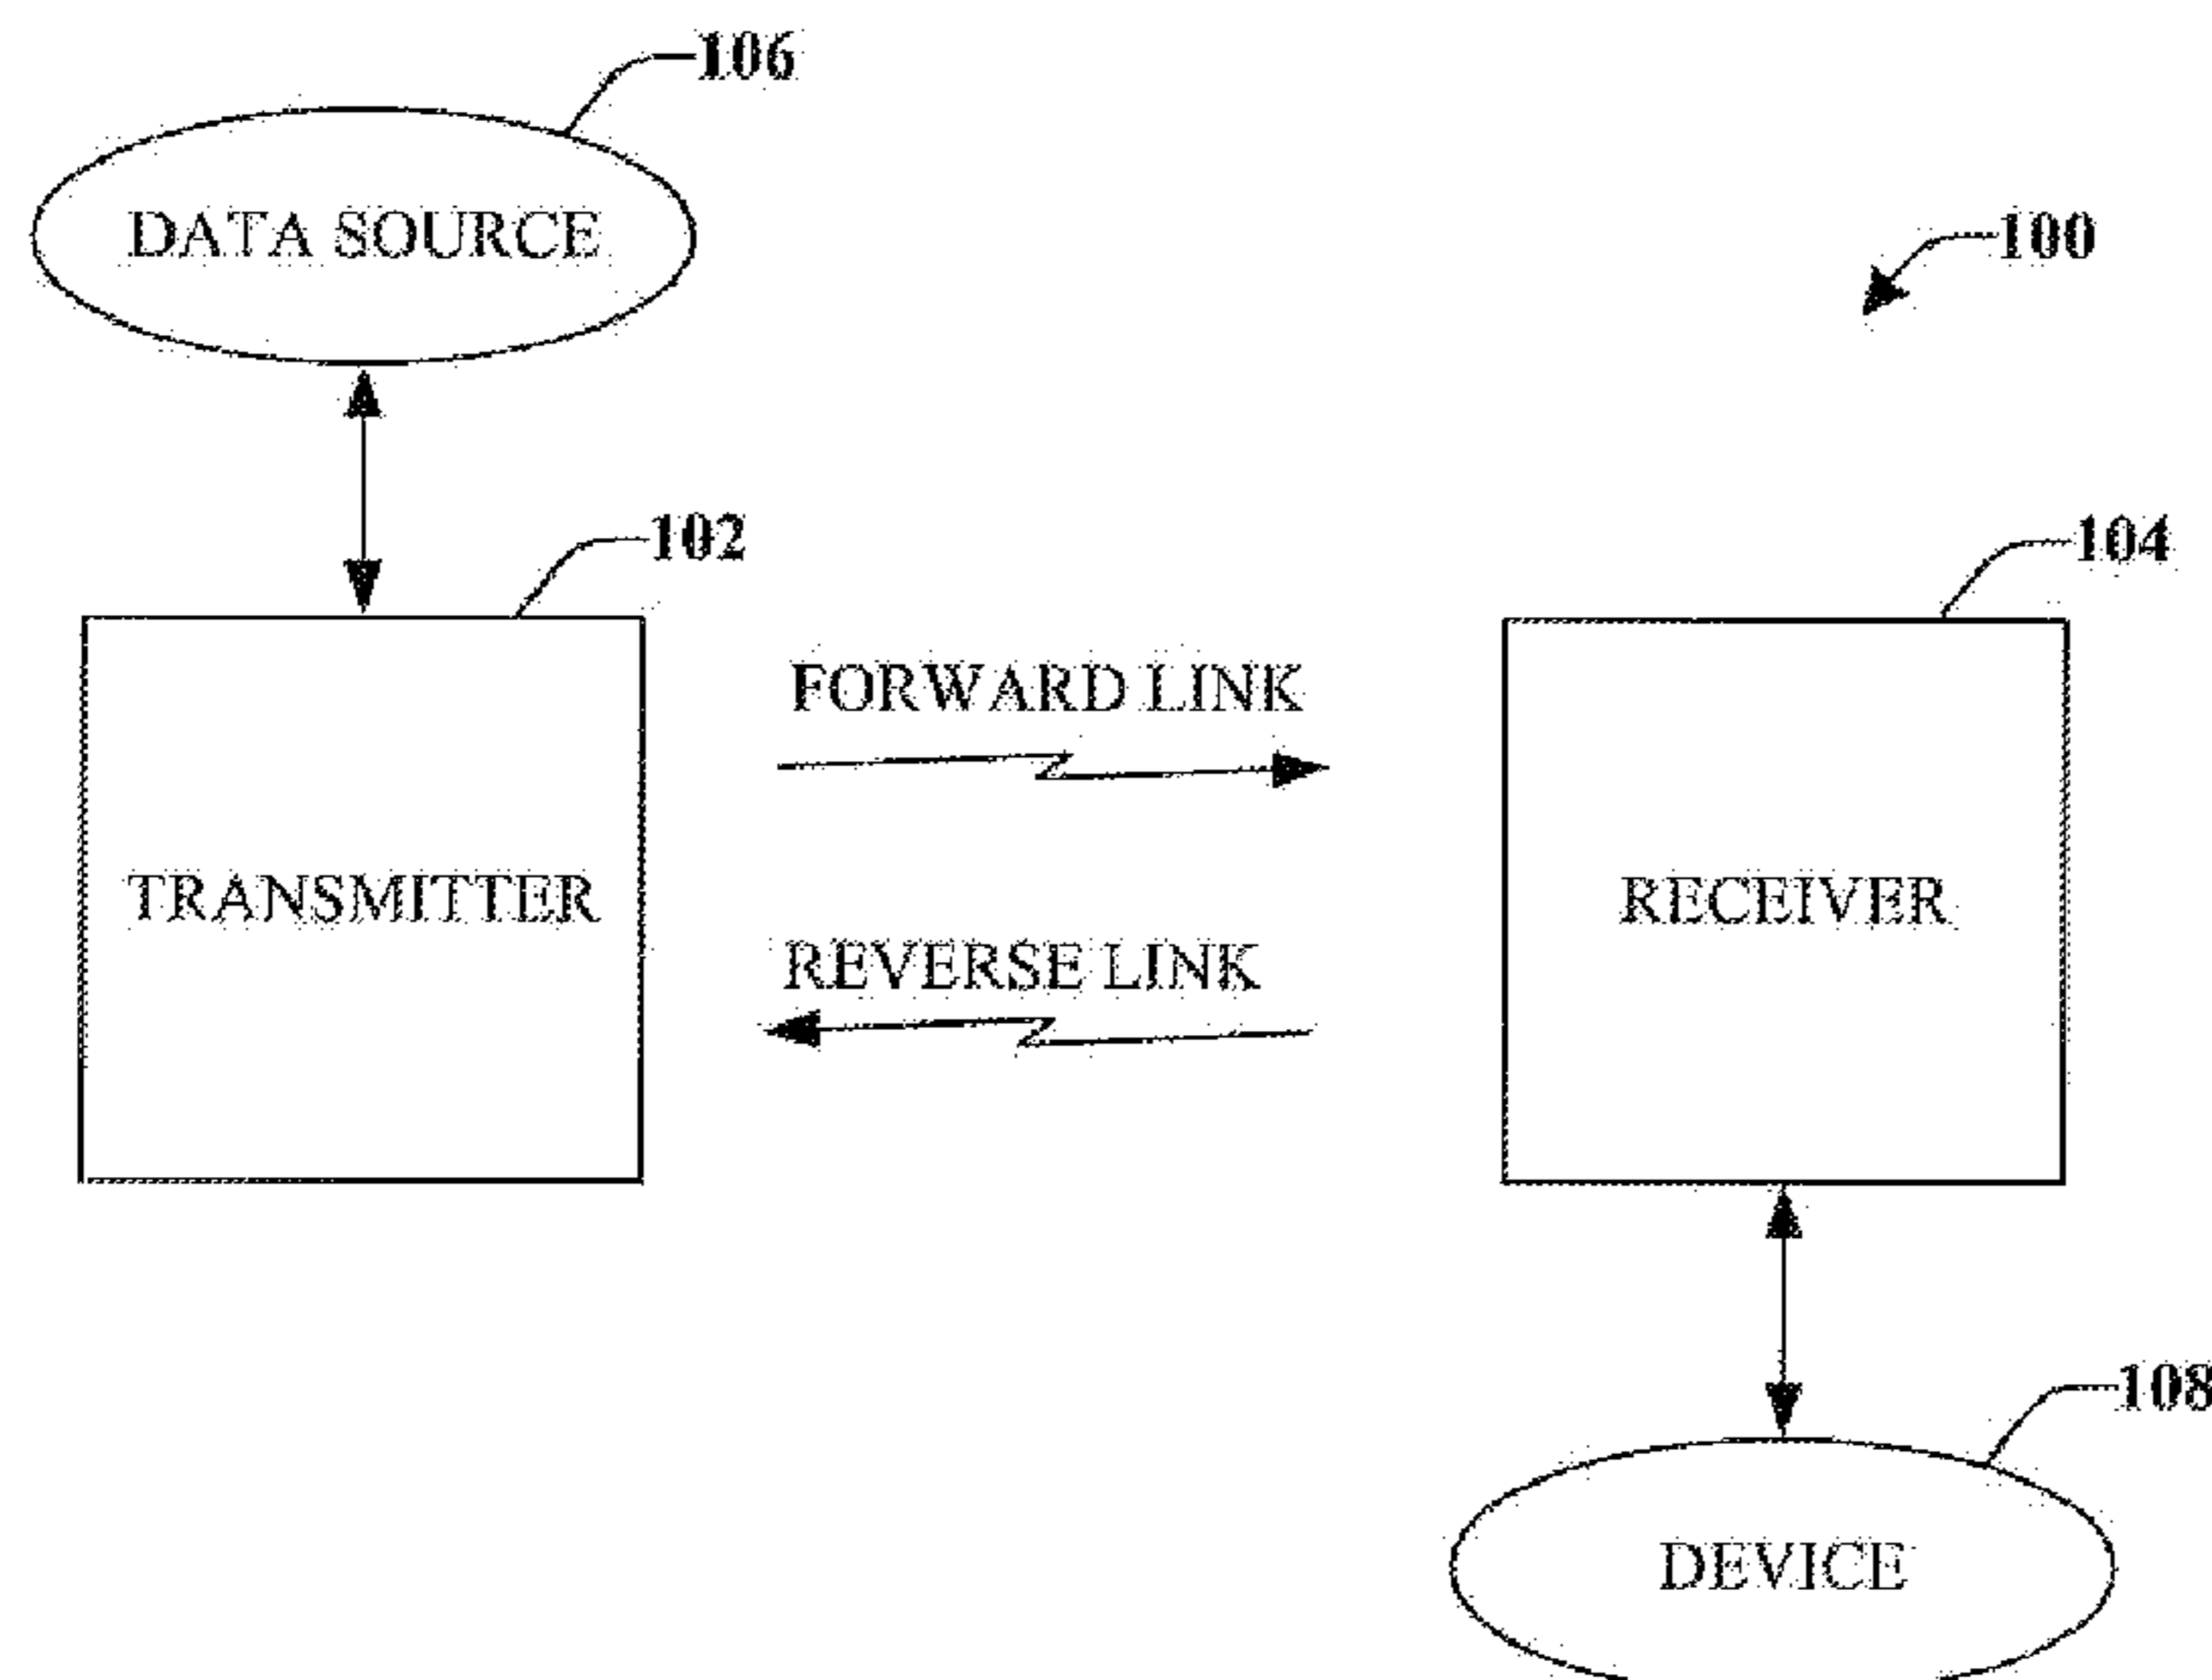 106
DATA SOURCE
100
102
104
FORWARD LINK
TRANSMITTER
RECEIVER
REVERSE LINK
108
DEVICE